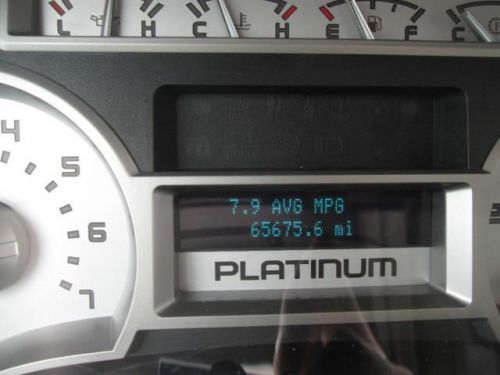 L H C H E F C
4
5
6
7
7.9 AVG MPG
65675.6 mi
PLATINUM